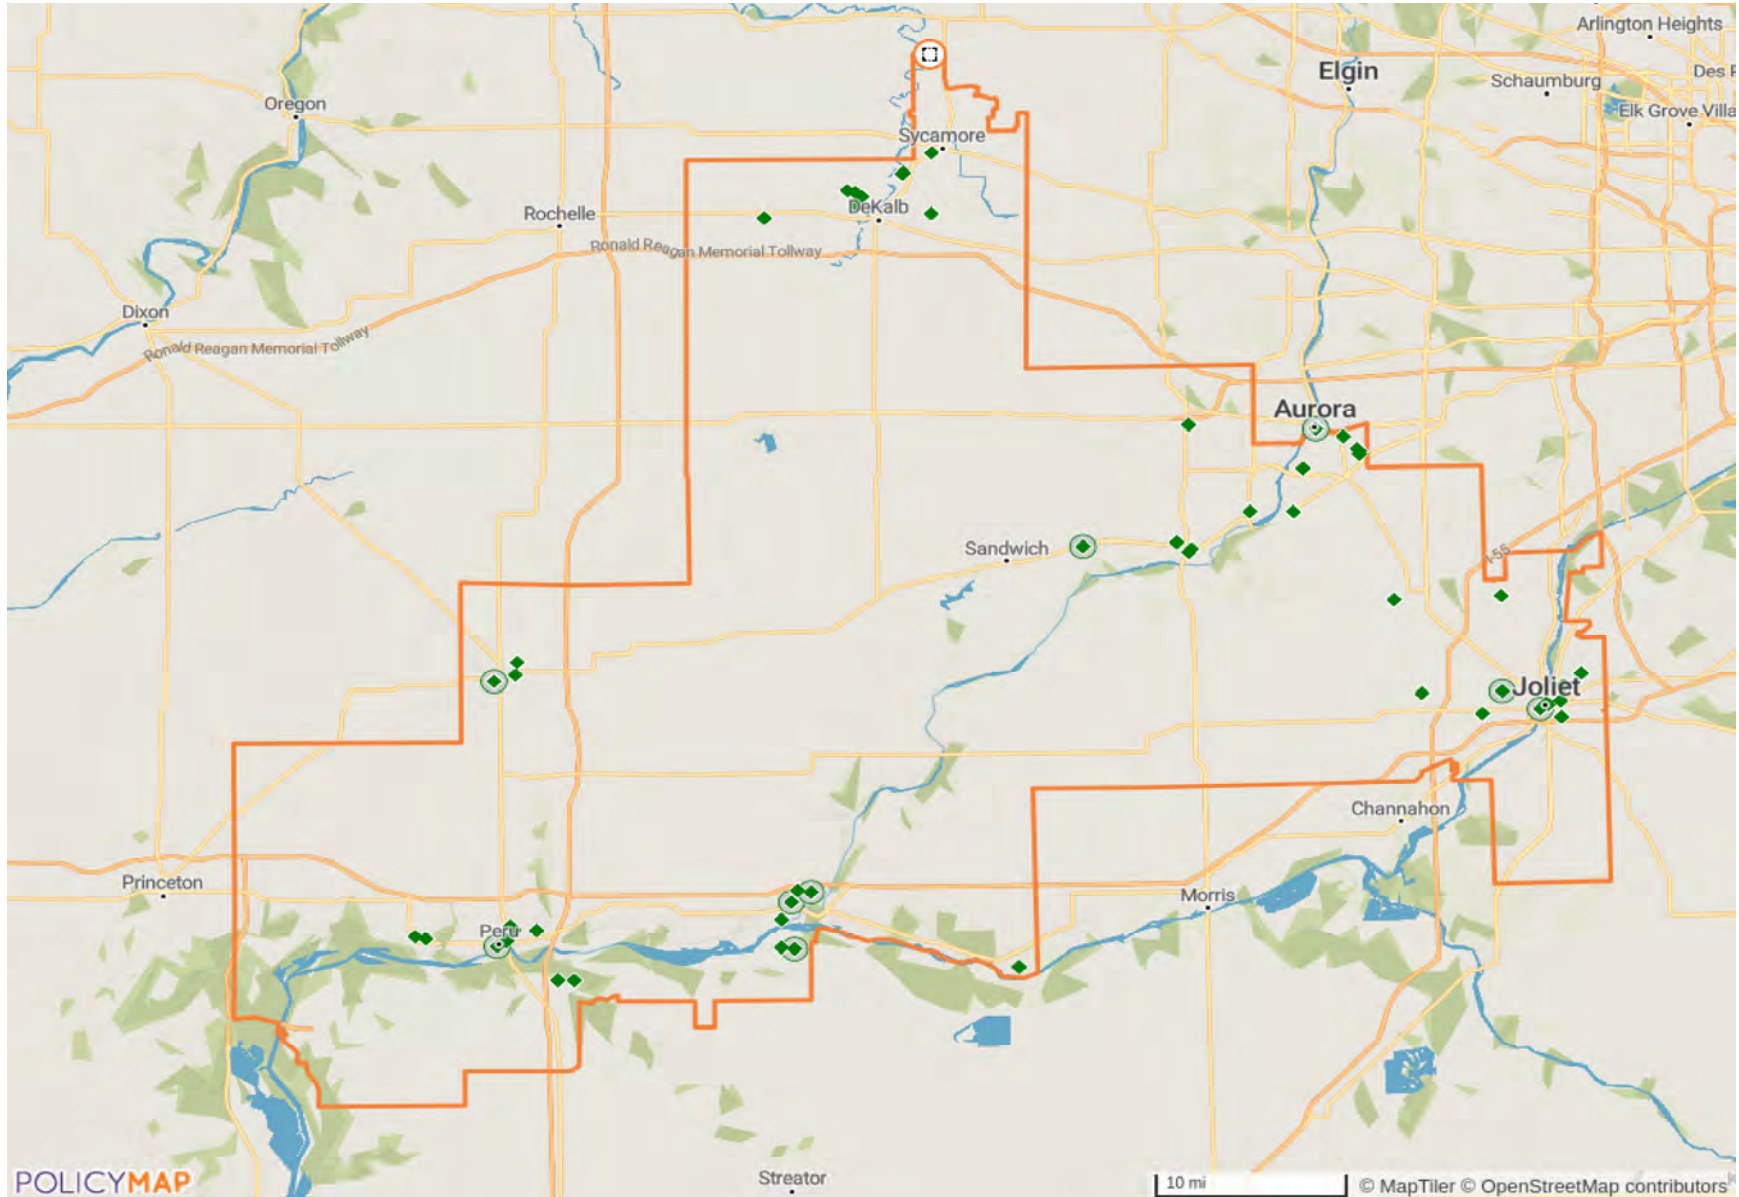 Arlington Heights
Elgin
Schaumburg
Des P
Oregon
Elk Grove Villa
Sycamore
Rochelle
DeKalb
Ronald Reagan Memorial Tollway
Dixon
Ronald Reagan Memorial Tollway
Aurora
Sandwich
I-55
Joliet
Channahon
Princeton
Morris
Peru
Streator
POLICYMAP
10 mi
© MapTiler © OpenStreetMap contributors